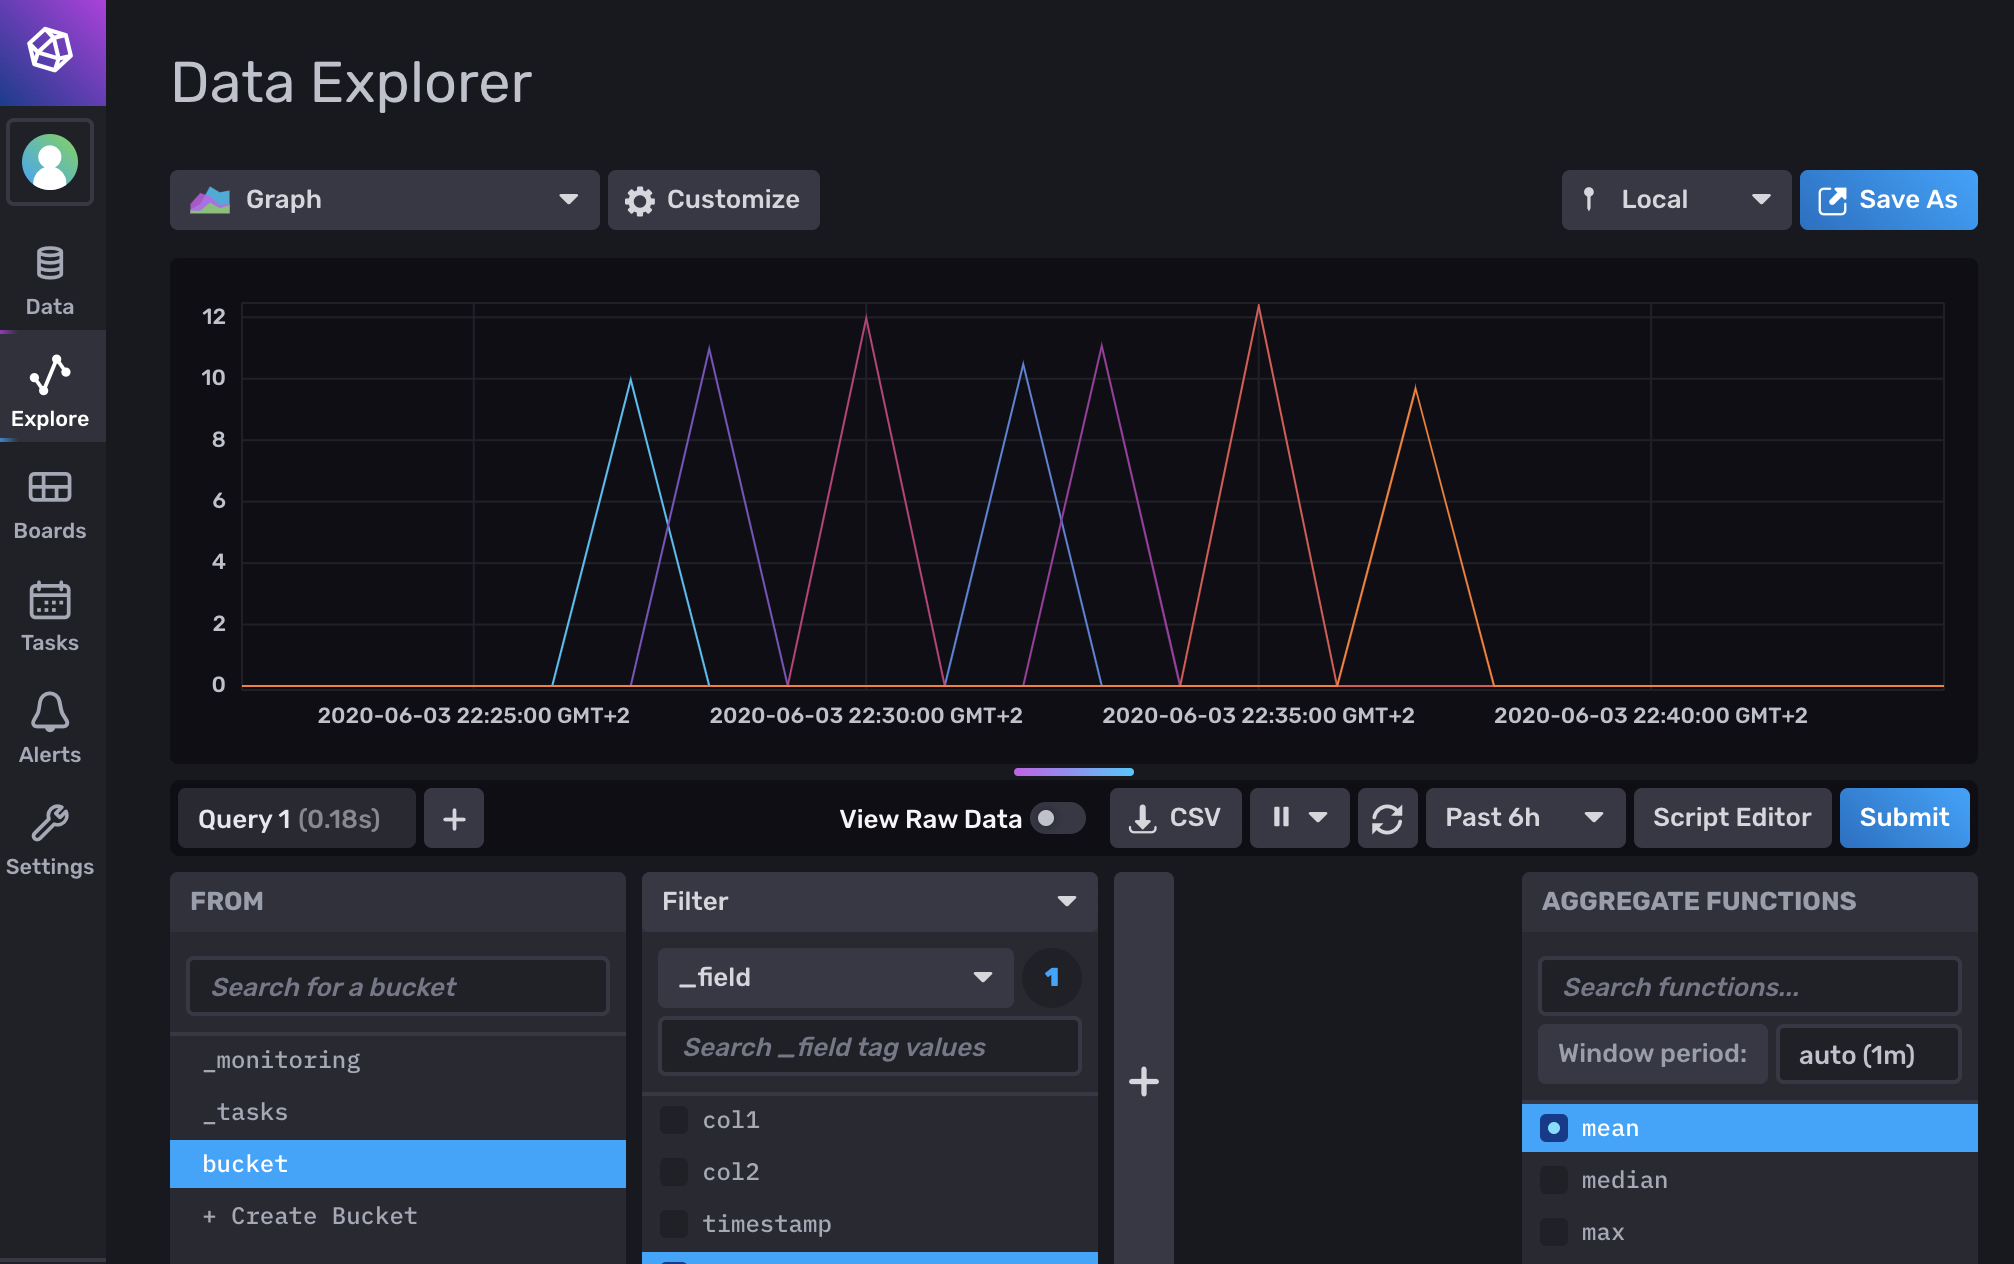 Data Explorer
Graph
Customize
Local
Save As
Data
Explore
Boards
Tasks
Alerts
Settings
12
10
8
6
4
2
0
2020-06-03 22:25:00 GMT+2
2020-06-03 22:30:00 GMT+2
2020-06-03 22:35:00 GMT+2
2020-06-03 22:40:00 GMT+2
Query 1 (0.18s)
+
View Raw Data
CSV
Past 6h
Script Editor
Submit
FROM
Search for a bucket
_monitoring
_tasks
bucket
+ Create Bucket
Filter
_field
1
Search _field tag values
col1
col2
timestamp
+
AGGREGATE FUNCTIONS
Search functions...
Window period:
auto (1m)
mean
median
max